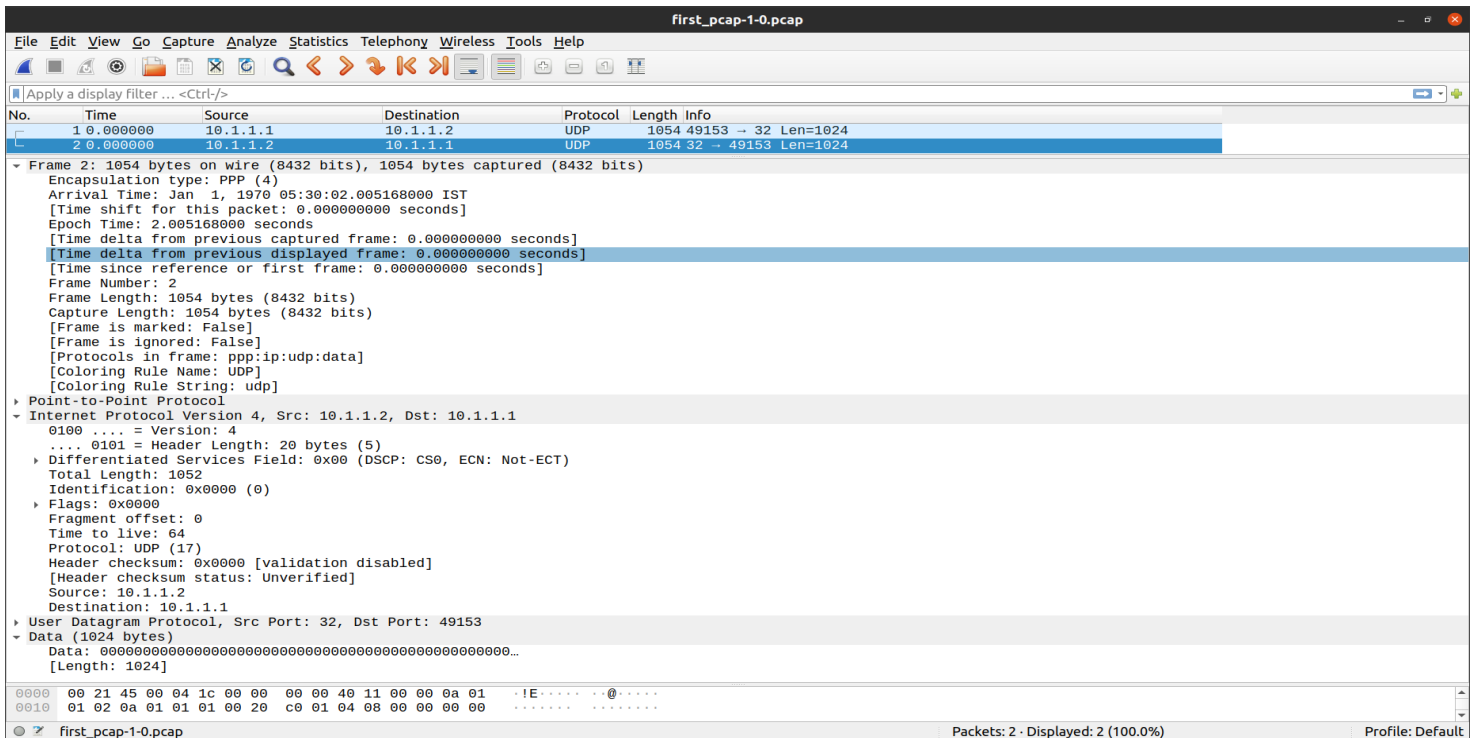 first_pcap-1-0.pcap
File Edit View Go Capture Analyze Statistics Telephony Wireless Tools Help
Apply a display filter … <Ctrl-/>
No. Time Source Destination Protocol Length Info
1 0.000000 10.1.1.1 10.1.1.2 UDP 1054 49153 → 32 Len=1024
2 0.000000 10.1.1.2 10.1.1.1 UDP 1054 32 → 49153 Len=1024
Frame 2: 1054 bytes on wire (8432 bits), 1054 bytes captured (8432 bits)
Encapsulation type: PPP (4)
Arrival Time: Jan  1, 1970 05:30:02.005168000 IST
[Time shift for this packet: 0.000000000 seconds]
Epoch Time: 2.005168000 seconds
[Time delta from previous captured frame: 0.000000000 seconds]
[Time delta from previous displayed frame: 0.000000000 seconds]
[Time since reference or first frame: 0.000000000 seconds]
Frame Number: 2
Frame Length: 1054 bytes (8432 bits)
Capture Length: 1054 bytes (8432 bits)
[Frame is marked: False]
[Frame is ignored: False]
[Protocols in frame: ppp:ip:udp:data]
[Coloring Rule Name: UDP]
[Coloring Rule String: udp]
Point-to-Point Protocol
Internet Protocol Version 4, Src: 10.1.1.2, Dst: 10.1.1.1
0100 .... = Version: 4
.... 0101 = Header Length: 20 bytes (5)
Differentiated Services Field: 0x00 (DSCP: CS0, ECN: Not-ECT)
Total Length: 1052
Identification: 0x0000 (0)
Flags: 0x0000
Fragment offset: 0
Time to live: 64
Protocol: UDP (17)
Header checksum: 0x0000 [validation disabled]
[Header checksum status: Unverified]
Source: 10.1.1.2
Destination: 10.1.1.1
User Datagram Protocol, Src Port: 32, Dst Port: 49153
Data (1024 bytes)
Data: 000000000000000000000000000000000000000000000000…
[Length: 1024]
0000 00 21 45 00 04 1c 00 00 00 00 40 11 00 00 0a 01 ·!E····· ··@·····
0010 01 02 0a 01 01 01 00 20 c0 01 04 08 00 00 00 00 ······· ········
first_pcap-1-0.pcap Packets: 2 · Displayed: 2 (100.0%) Profile: Default